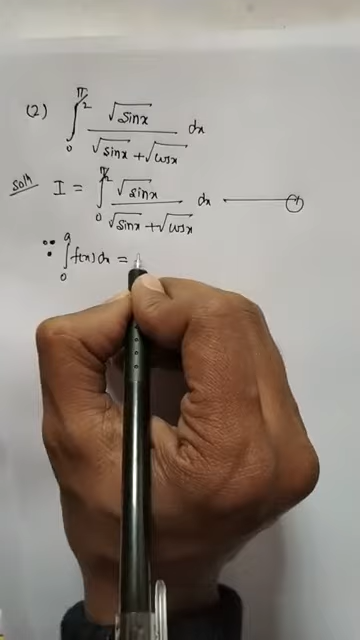 (2) ∫₀^{π/2} √sinx / (√sinx + √cosx) dx
Solⁿ I = ∫₀^{π/2} √sinx / (√sinx + √cosx) dx — ①
∵ ∫₀^a f(x) dx =